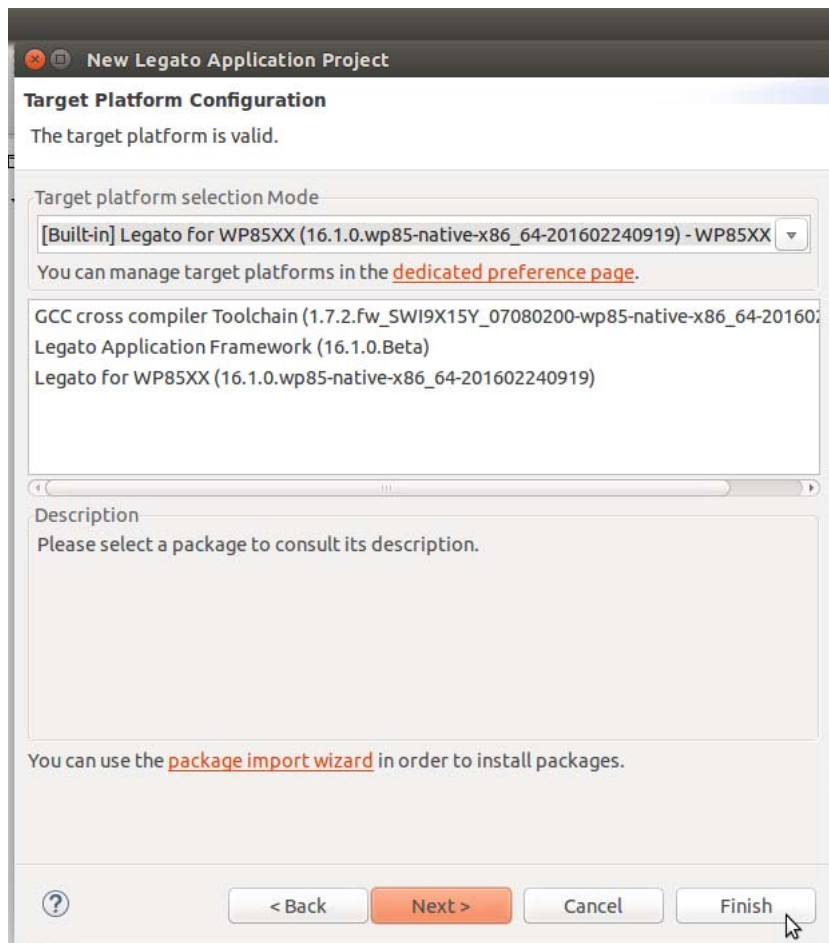 New Legato Application Project
Target Platform Configuration
The target platform is valid.
Target platform selection Mode
[Built-in] Legato for WP85XX (16.1.0.wp85-native-x86_64-201602240919) - WP85XX
You can manage target platforms in the dedicated preference page.
GCC cross compiler Toolchain (1.7.2.fw_SWI9X15Y_07080200-wp85-native-x86_64-20160
Legato Application Framework (16.1.0.Beta)
Legato for WP85XX (16.1.0.wp85-native-x86_64-201602240919)
Description
Please select a package to consult its description.
You can use the package import wizard in order to install packages.
?
< Back
Next >
Cancel
Finish